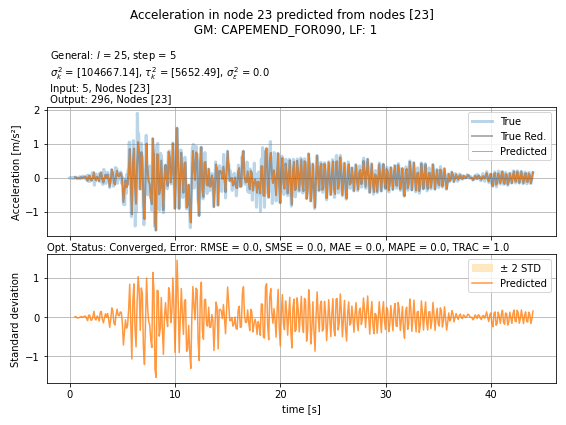 Acceleration in node 23 predicted from nodes [23]
GM: CAPEMEND_FOR090, LF: 1
General: l = 25, step = 5
σ²ₖ = [104667.14], τ²ₖ = [5652.49], σ²ₑ = 0.0
Input: 5, Nodes [23]
Output: 296, Nodes [23]
Acceleration [m/s²]
2
1
0
−1
True
True Red.
Predicted
Opt. Status: Converged, Error: RMSE = 0.0, SMSE = 0.0, MAE = 0.0, MAPE = 0.0, TRAC = 1.0
Standard deviation
1
0
−1
± 2 STD
Predicted
0 10 20 30 40
time [s]